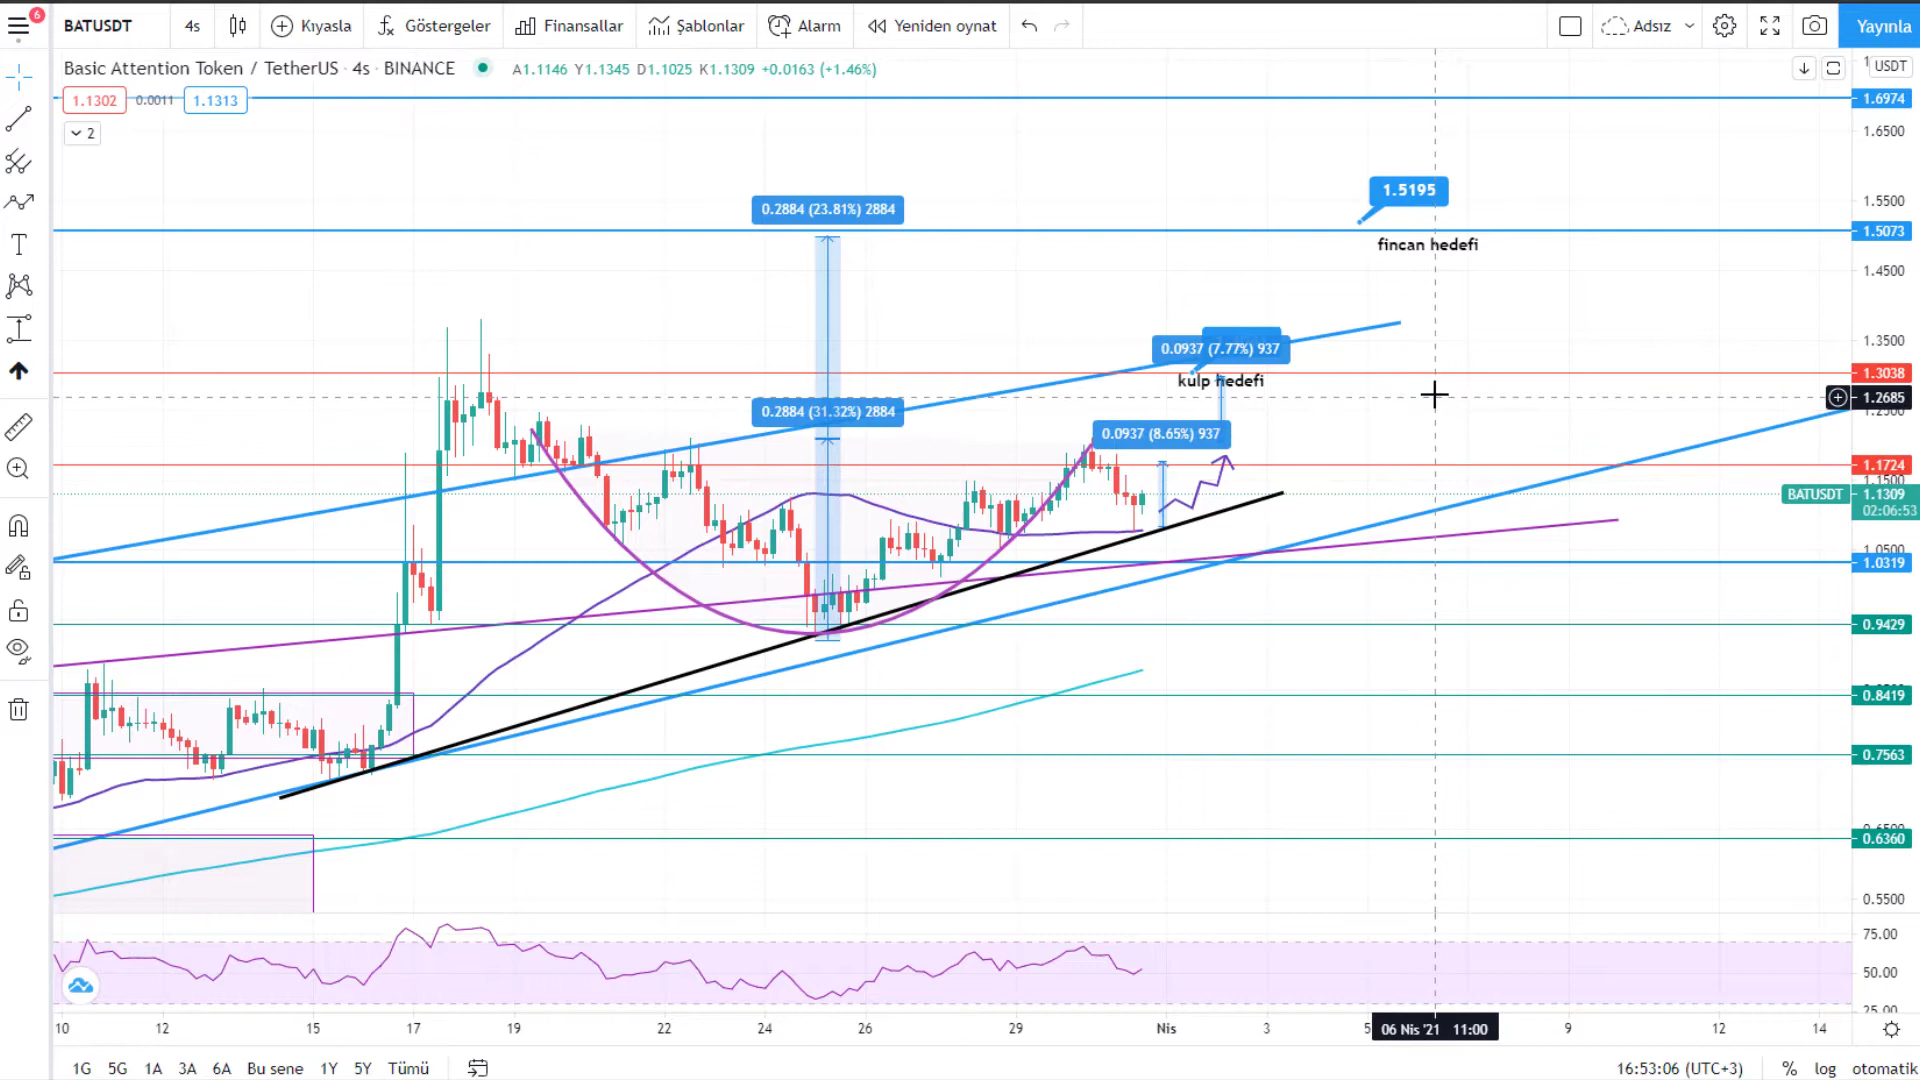 6
BATUSDT
4s
Kıyasla
Göstergeler
Finansallar
Şablonlar
Alarm
Yeniden oynat
Adsız
Yayınla
Basic Attention Token / TetherUS · 4s · BINANCE
A1.1146 Y1.1345 D1.1025 K1.1309 +0.0163 (+1.46%)
USDT
1.1302
0.0011
1.1313
2
1.6974
1.6500
1.5195
0.2884 (23.81%) 2884
1.5500
1.5073
fincan hedefi
1.4500
0.0937 (7.77%) 937
1.3500
kulp hedefi
1.3038
1.2685
0.2884 (31.32%) 2884
0.0937 (8.65%) 937
1.1724
BATUSDT
1.1309
02:06:53
1.0500
1.0319
0.9429
0.8419
0.7563
0.6360
0.5500
75.00
50.00
25.00
10 12 15 17 19 22 24 26 29 Nis 3 5 06 Nis '21 11:00 9 12 14
1G 5G 1A 3A 6A Bu sene 1Y 5Y Tümü
16:53:06 (UTC+3)
% log otomatik